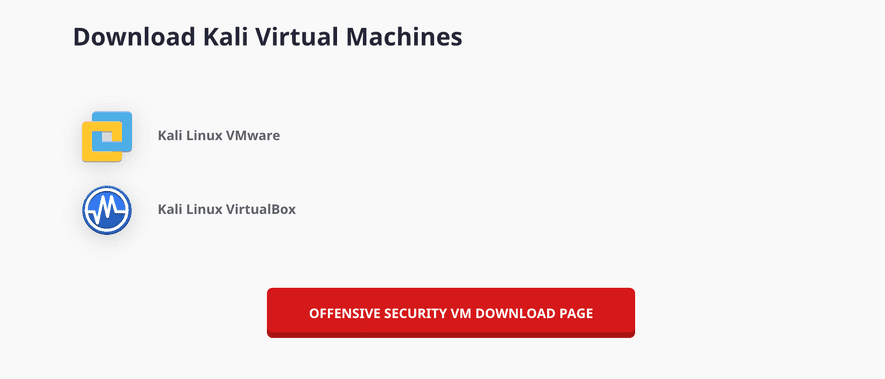 Download Kali Virtual Machines
Kali Linux VMware
Kali Linux VirtualBox
OFFENSIVE SECURITY VM DOWNLOAD PAGE